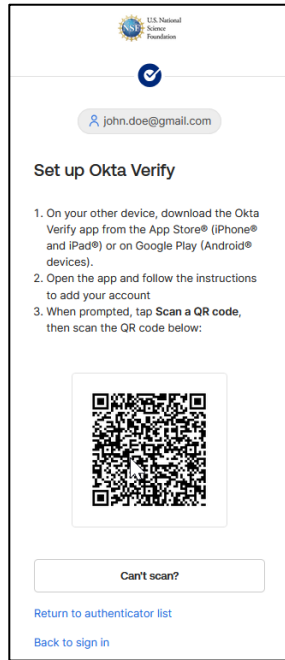 NSF
U.S. National
Science
Foundation
john.doe@gmail.com
Set up Okta Verify
1. On your other device, download the Okta
Verify app from the App Store® (iPhone®
and iPad®) or on Google Play (Android®
devices).
2. Open the app and follow the instructions
to add your account
3. When prompted, tap Scan a QR code,
then scan the QR code below:
Can't scan?
Return to authenticator list
Back to sign in